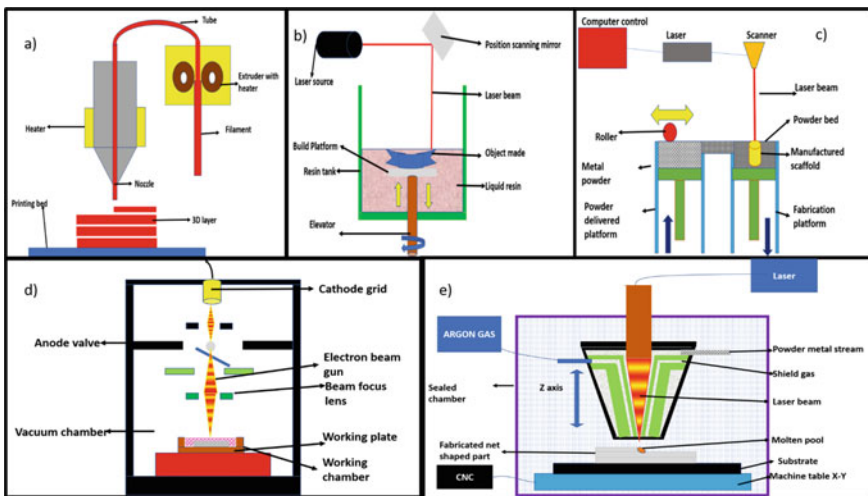 a)
Tube
Extruder with
heater
Heater
Filament
Nozzle
Printing bed
3D layer
b)
Position scanning mirror
Laser source
Laser beam
Build Platform
Object made
Resin tank
Liquid resin
Elevator
c)
Computer control
Laser
Scanner
Laser beam
Powder bed
Roller
Manufactured
scaffold
Metal
powder
Powder
delivered
platform
Fabrication
platform
d)
Cathode grid
Anode valve
Electron beam
gun
Beam focus
lens
Vacuum chamber
Working plate
Working
chamber
e)
Laser
ARGON GAS
Powder metal stream
Shield gas
Z axis
Sealed
chamber
Laser beam
Molten pool
Fabricated net
shaped part
Substrate
CNC
Machine table X-Y